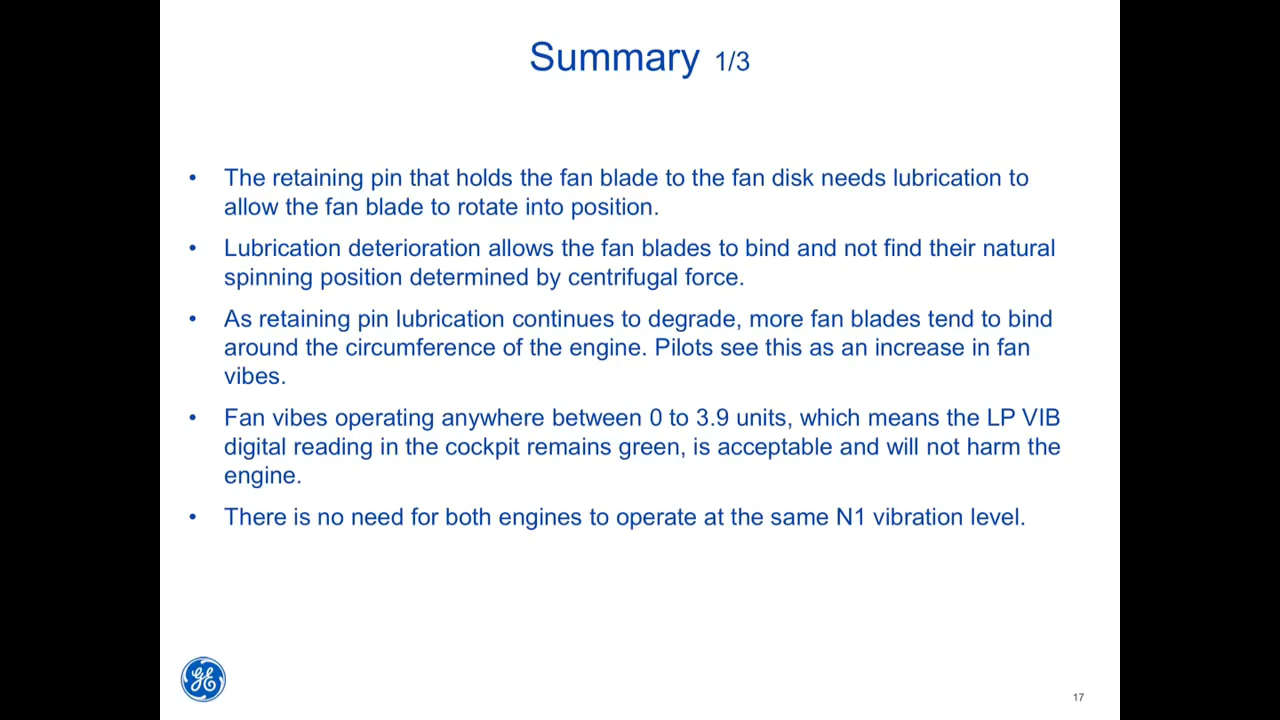 Summary 1/3
• The retaining pin that holds the fan blade to the fan disk needs lubrication to
allow the fan blade to rotate into position.
• Lubrication deterioration allows the fan blades to bind and not find their natural
spinning position determined by centrifugal force.
• As retaining pin lubrication continues to degrade, more fan blades tend to bind
around the circumference of the engine. Pilots see this as an increase in fan
vibes.
• Fan vibes operating anywhere between 0 to 3.9 units, which means the LP VIB
digital reading in the cockpit remains green, is acceptable and will not harm the
engine.
• There is no need for both engines to operate at the same N1 vibration level.
GE
17